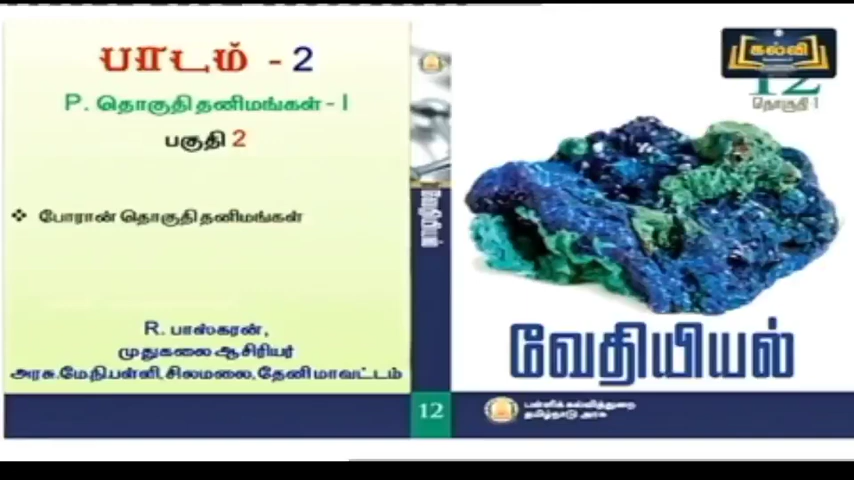 பாடம் - 2
P. தொகுதி தனிமங்கள் - I
பகுதி 2
❖ போரான் தொகுதி தனிமங்கள்
R. பாஸ்கரன்,
முதுகலை ஆசிரியர்
அரசு.மேநி.பள்ளி, சிலமலை, தேனி மாவட்டம்
வேதியியல்
12
கல்வி
12
தொகுதி-I
வேதியியல்
பள்ளிக் கல்வித்துறை
தமிழ்நாடு அரசு